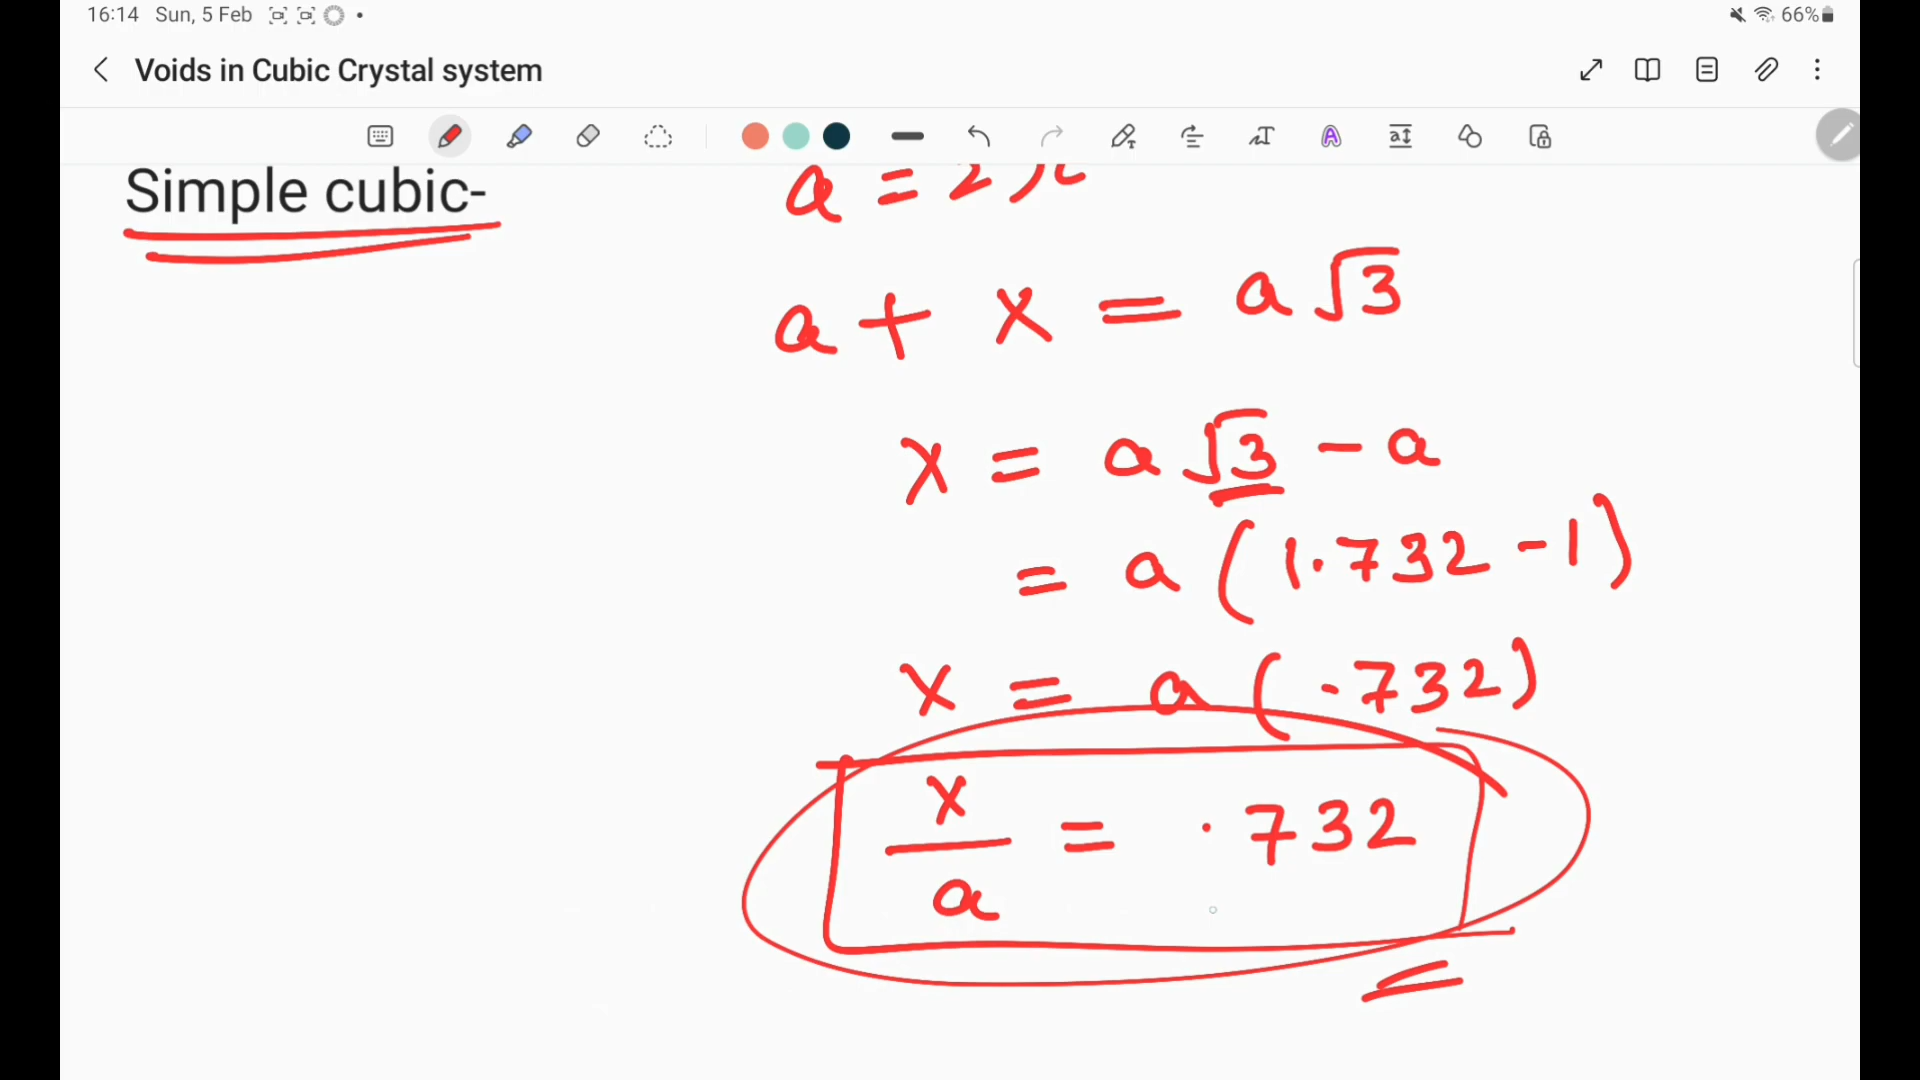 16:14 Sun, 5 Feb 66%
Voids in Cubic Crystal system
Simple cubic-
a = 2r
a + x = a√3
x = a√3 - a
= a(1.732 - 1)
x = a(.732)
x/a = .732